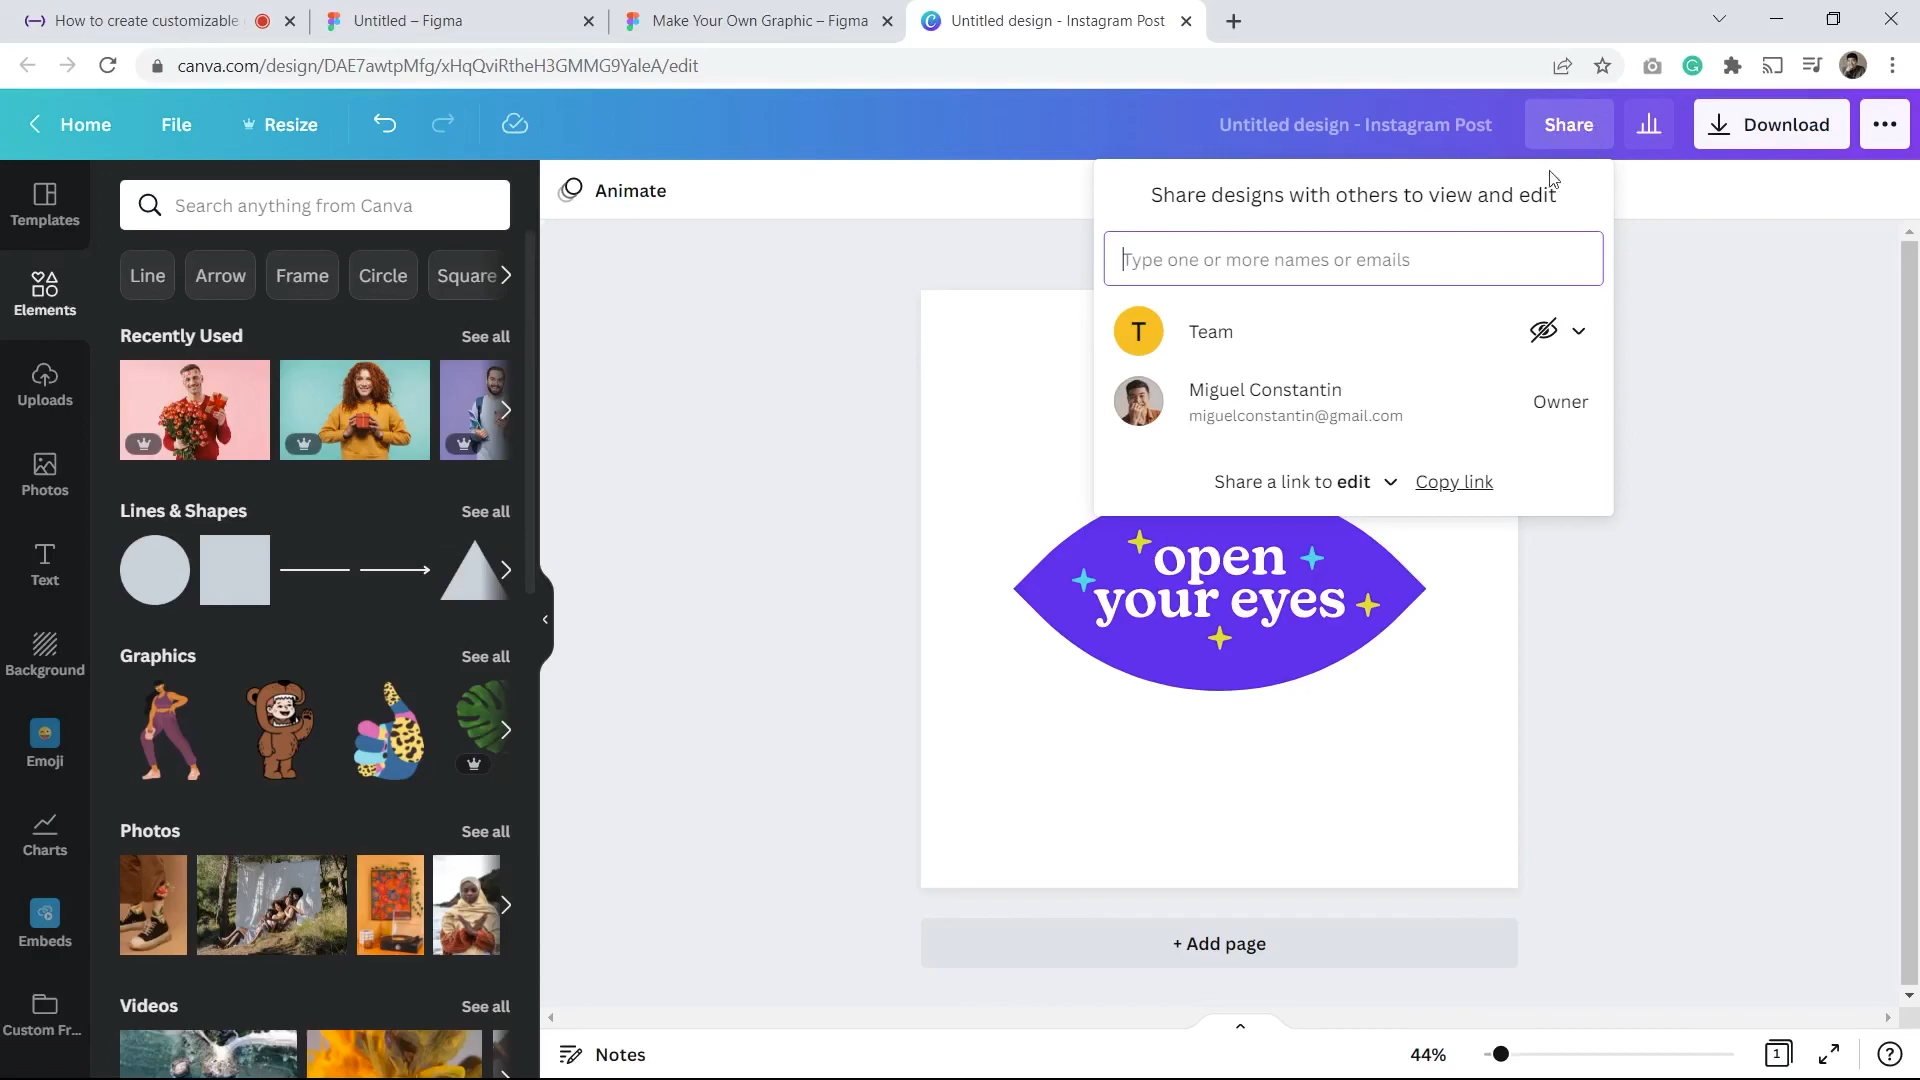 How to create customizable
Untitled – Figma
Make Your Own Graphic – Figma
Untitled design - Instagram Post
canva.com/design/DAE7awtpMfg/xHqQviRtheH3GMMG9YaleA/edit
Home
File
Resize
Untitled design - Instagram Post
Share
Download
Templates
Elements
Uploads
Photos
Text
Background
Emoji
Charts
Embeds
Custom Fr...
Search anything from Canva
Line
Arrow
Frame
Circle
Square
Recently Used
See all
Lines & Shapes
See all
Graphics
See all
Photos
See all
Videos
See all
Animate
Share designs with others to view and edit
Type one or more names or emails
T
Team
Miguel Constantin
miguelconstantin@gmail.com
Owner
Share a link to edit
Copy link
open
your eyes
+ Add page
Notes
44%
1
?